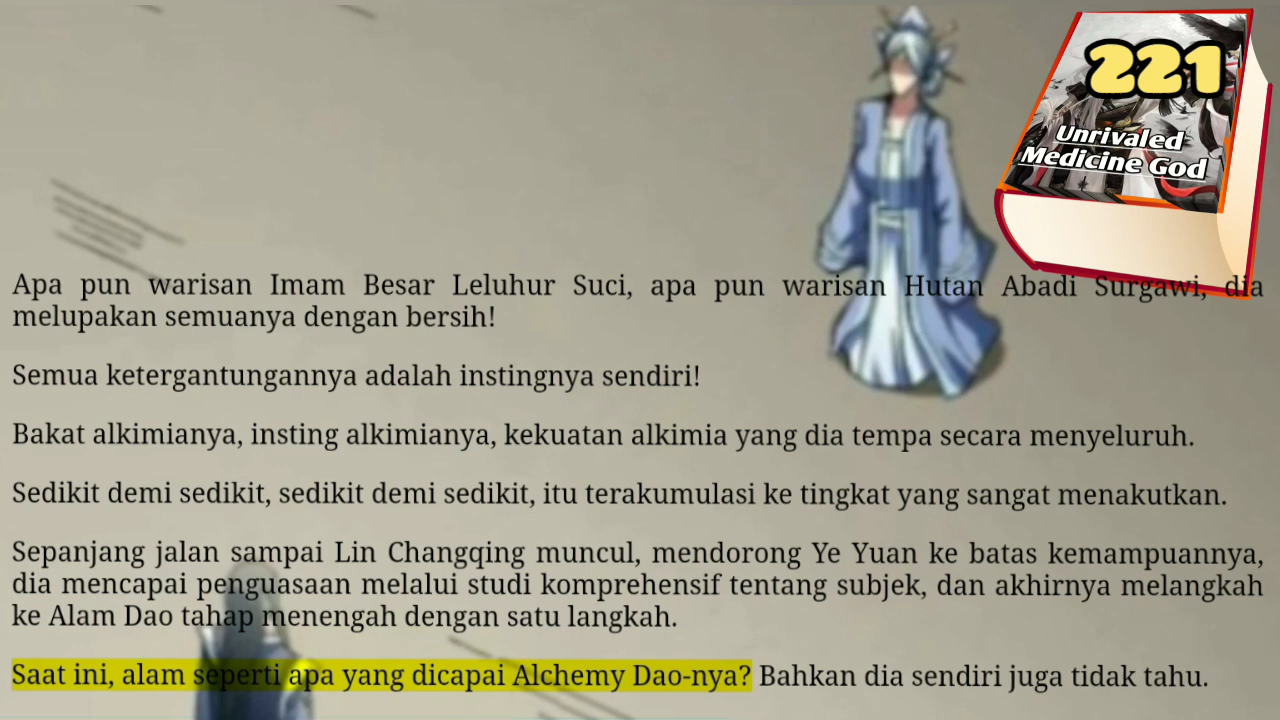 221
Unrivaled
Medicine God
Apa pun warisan Imam Besar Leluhur Suci, apa pun warisan Hutan Abadi Surgawi, dia
melupakan semuanya dengan bersih!
Semua ketergantungannya adalah instingnya sendiri!
Bakat alkimianya, insting alkimianya, kekuatan alkimia yang dia tempa secara menyeluruh.
Sedikit demi sedikit, sedikit demi sedikit, itu terakumulasi ke tingkat yang sangat menakutkan.
Sepanjang jalan sampai Lin Changqing muncul, mendorong Ye Yuan ke batas kemampuannya,
dia mencapai penguasaan melalui studi komprehensif tentang subjek, dan akhirnya melangkah
ke Alam Dao tahap menengah dengan satu langkah.
Saat ini, alam seperti apa yang dicapai Alchemy Dao-nya? Bahkan dia sendiri juga tidak tahu.